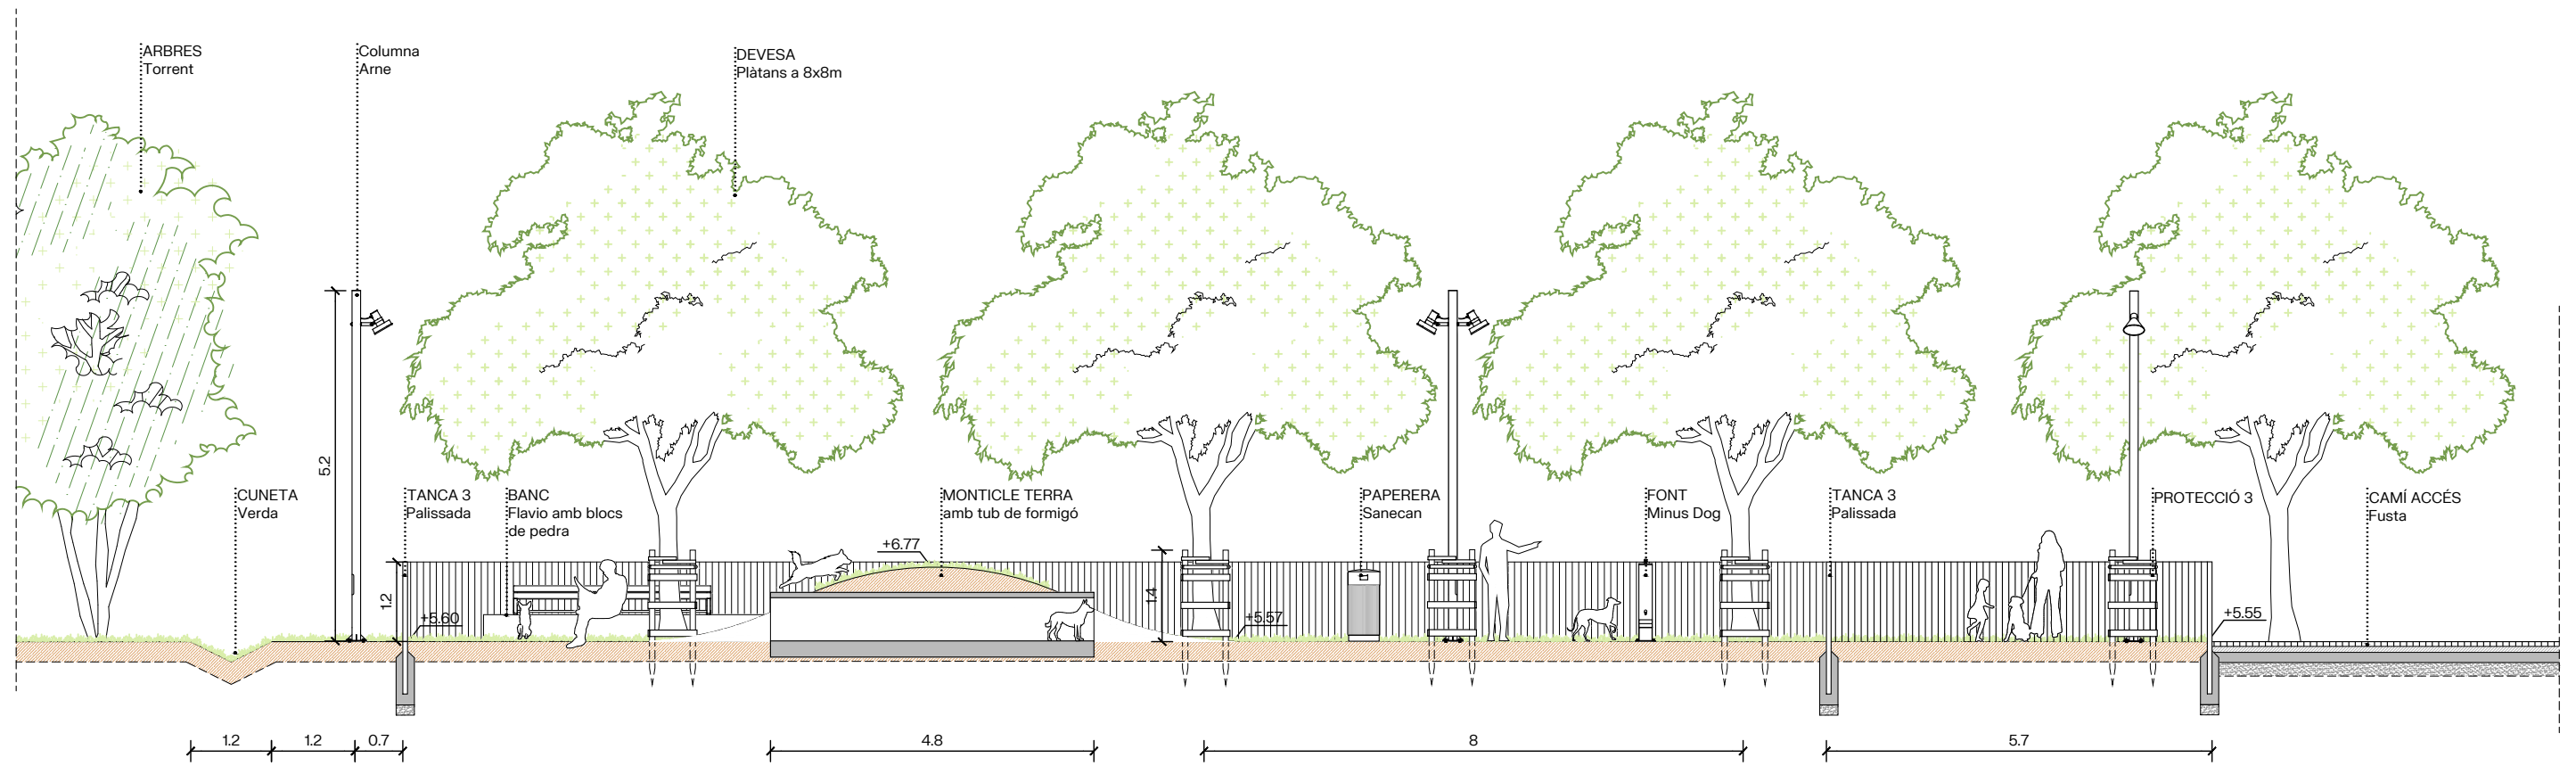 ARBRES
Torrent
Columna
Arne
DEVESA
Plàtans a 8x8m
5.2
CUNETA
Verda
TANCA 3
Palissada
BANC
Flavio amb blocs
de pedra
MONTICLE TERRA
amb tub de formigó
PAPERERA
Sanecan
FONT
Minus Dog
TANCA 3
Palissada
PROTECCIÓ 3
CAMÍ ACCÉS
Fusta
+6.77
1.2
1.4
+5.60
+5.57
+5.55
1.2
1.2
0.7
4.8
8
5.7